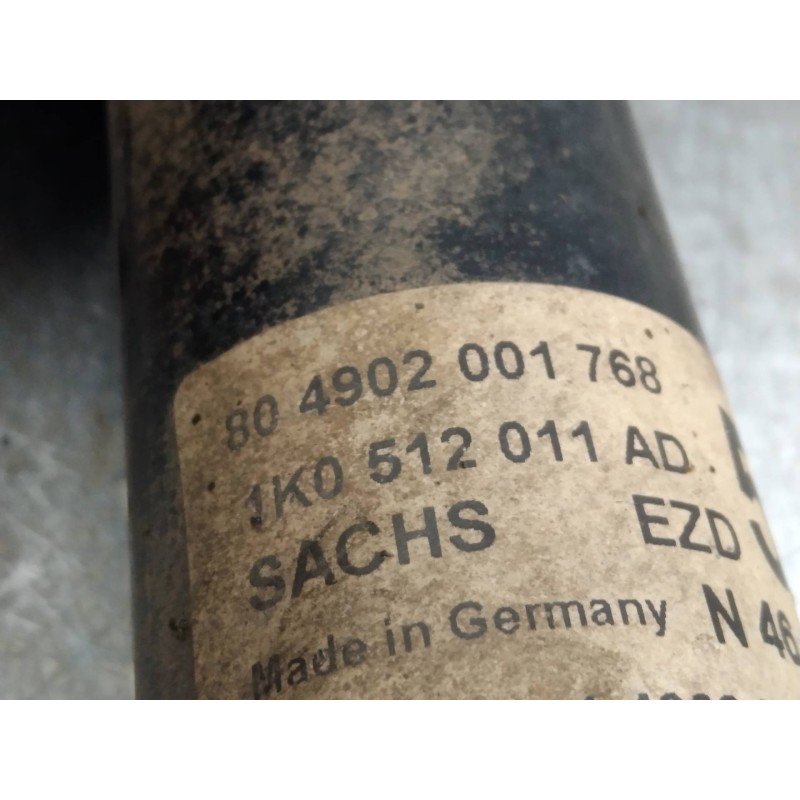 80 4902 001 768
1K0 512 011 AD
SACHS EZD
Made in Germany N 46